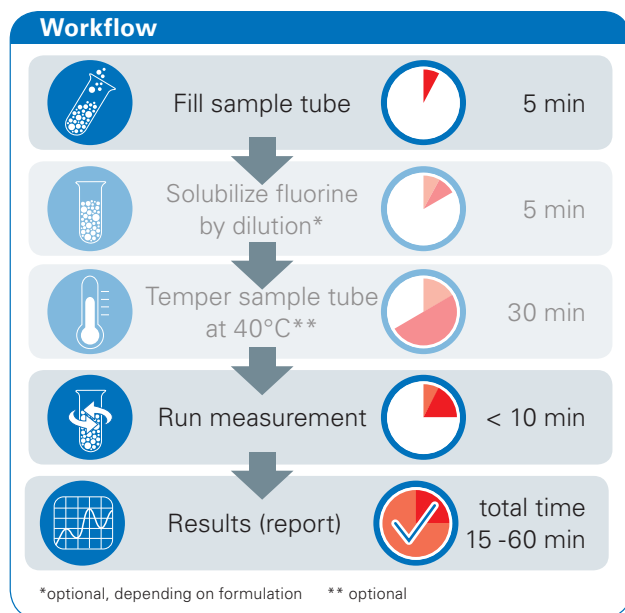 Workflow
Fill sample tube
5 min
Solubilize fluorine
by dilution*
5 min
Temper sample tube
at 40°C**
30 min
Run measurement
< 10 min
Results (report)
total time
15 -60 min
*optional, depending on formulation ** optional